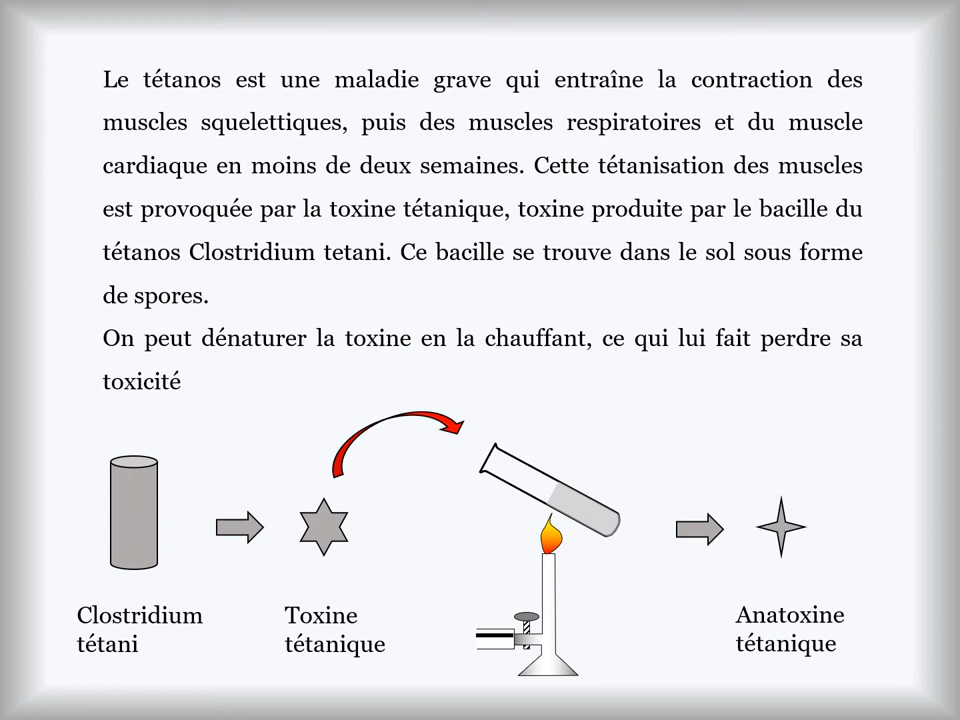 Le tétanos est une maladie grave qui entraîne la contraction des
muscles squelettiques, puis des muscles respiratoires et du muscle
cardiaque en moins de deux semaines. Cette tétanisation des muscles
est provoquée par la toxine tétanique, toxine produite par le bacille du
tétanos Clostridium tetani. Ce bacille se trouve dans le sol sous forme
de spores.
On peut dénaturer la toxine en la chauffant, ce qui lui fait perdre sa
toxicité
Clostridium
tétani
Toxine
tétanique
Anatoxine
tétanique